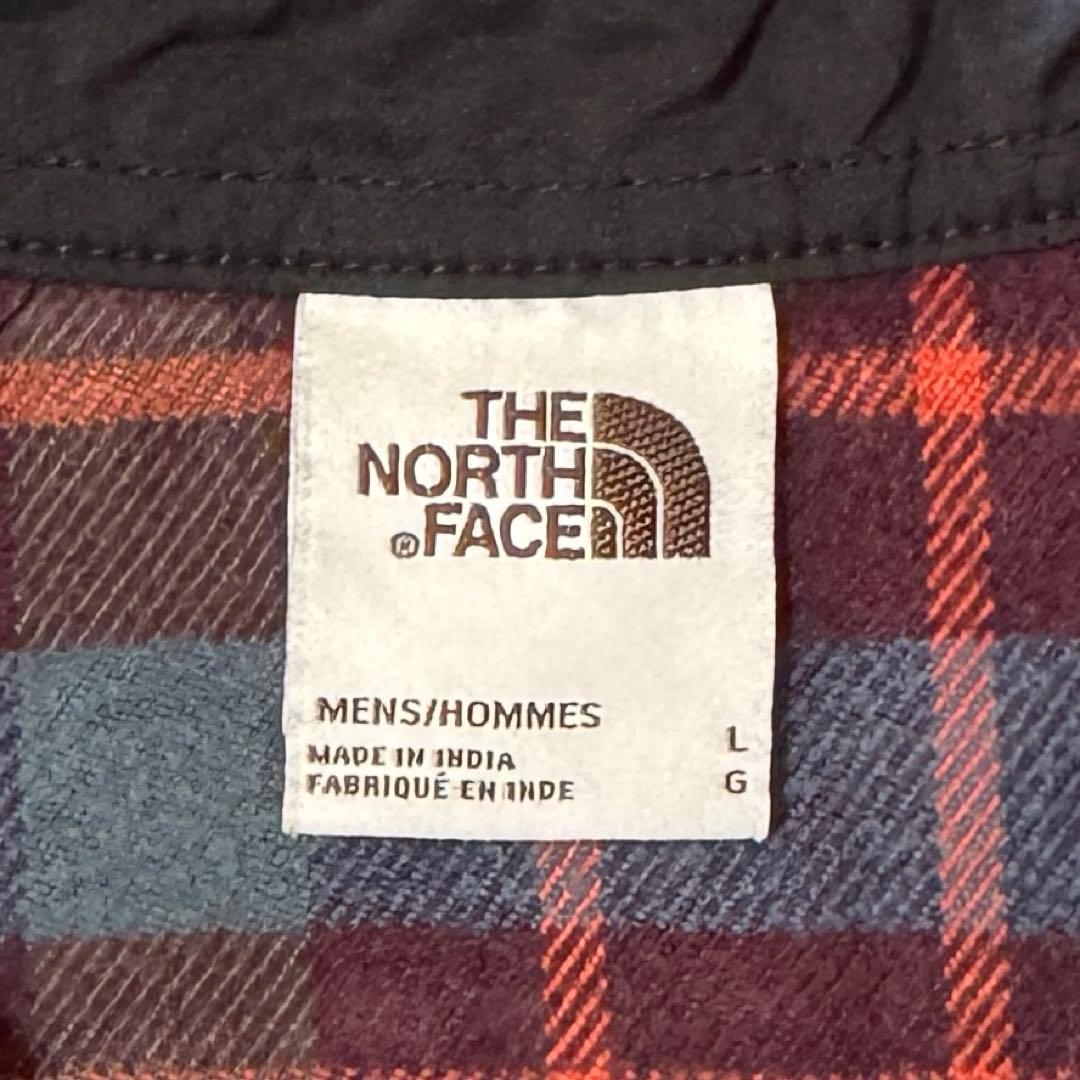 THE
NORTH
®FACE
MENS/HOMMES
MADE IN INDIA
FABRIQUÉ EN INDE
L
G